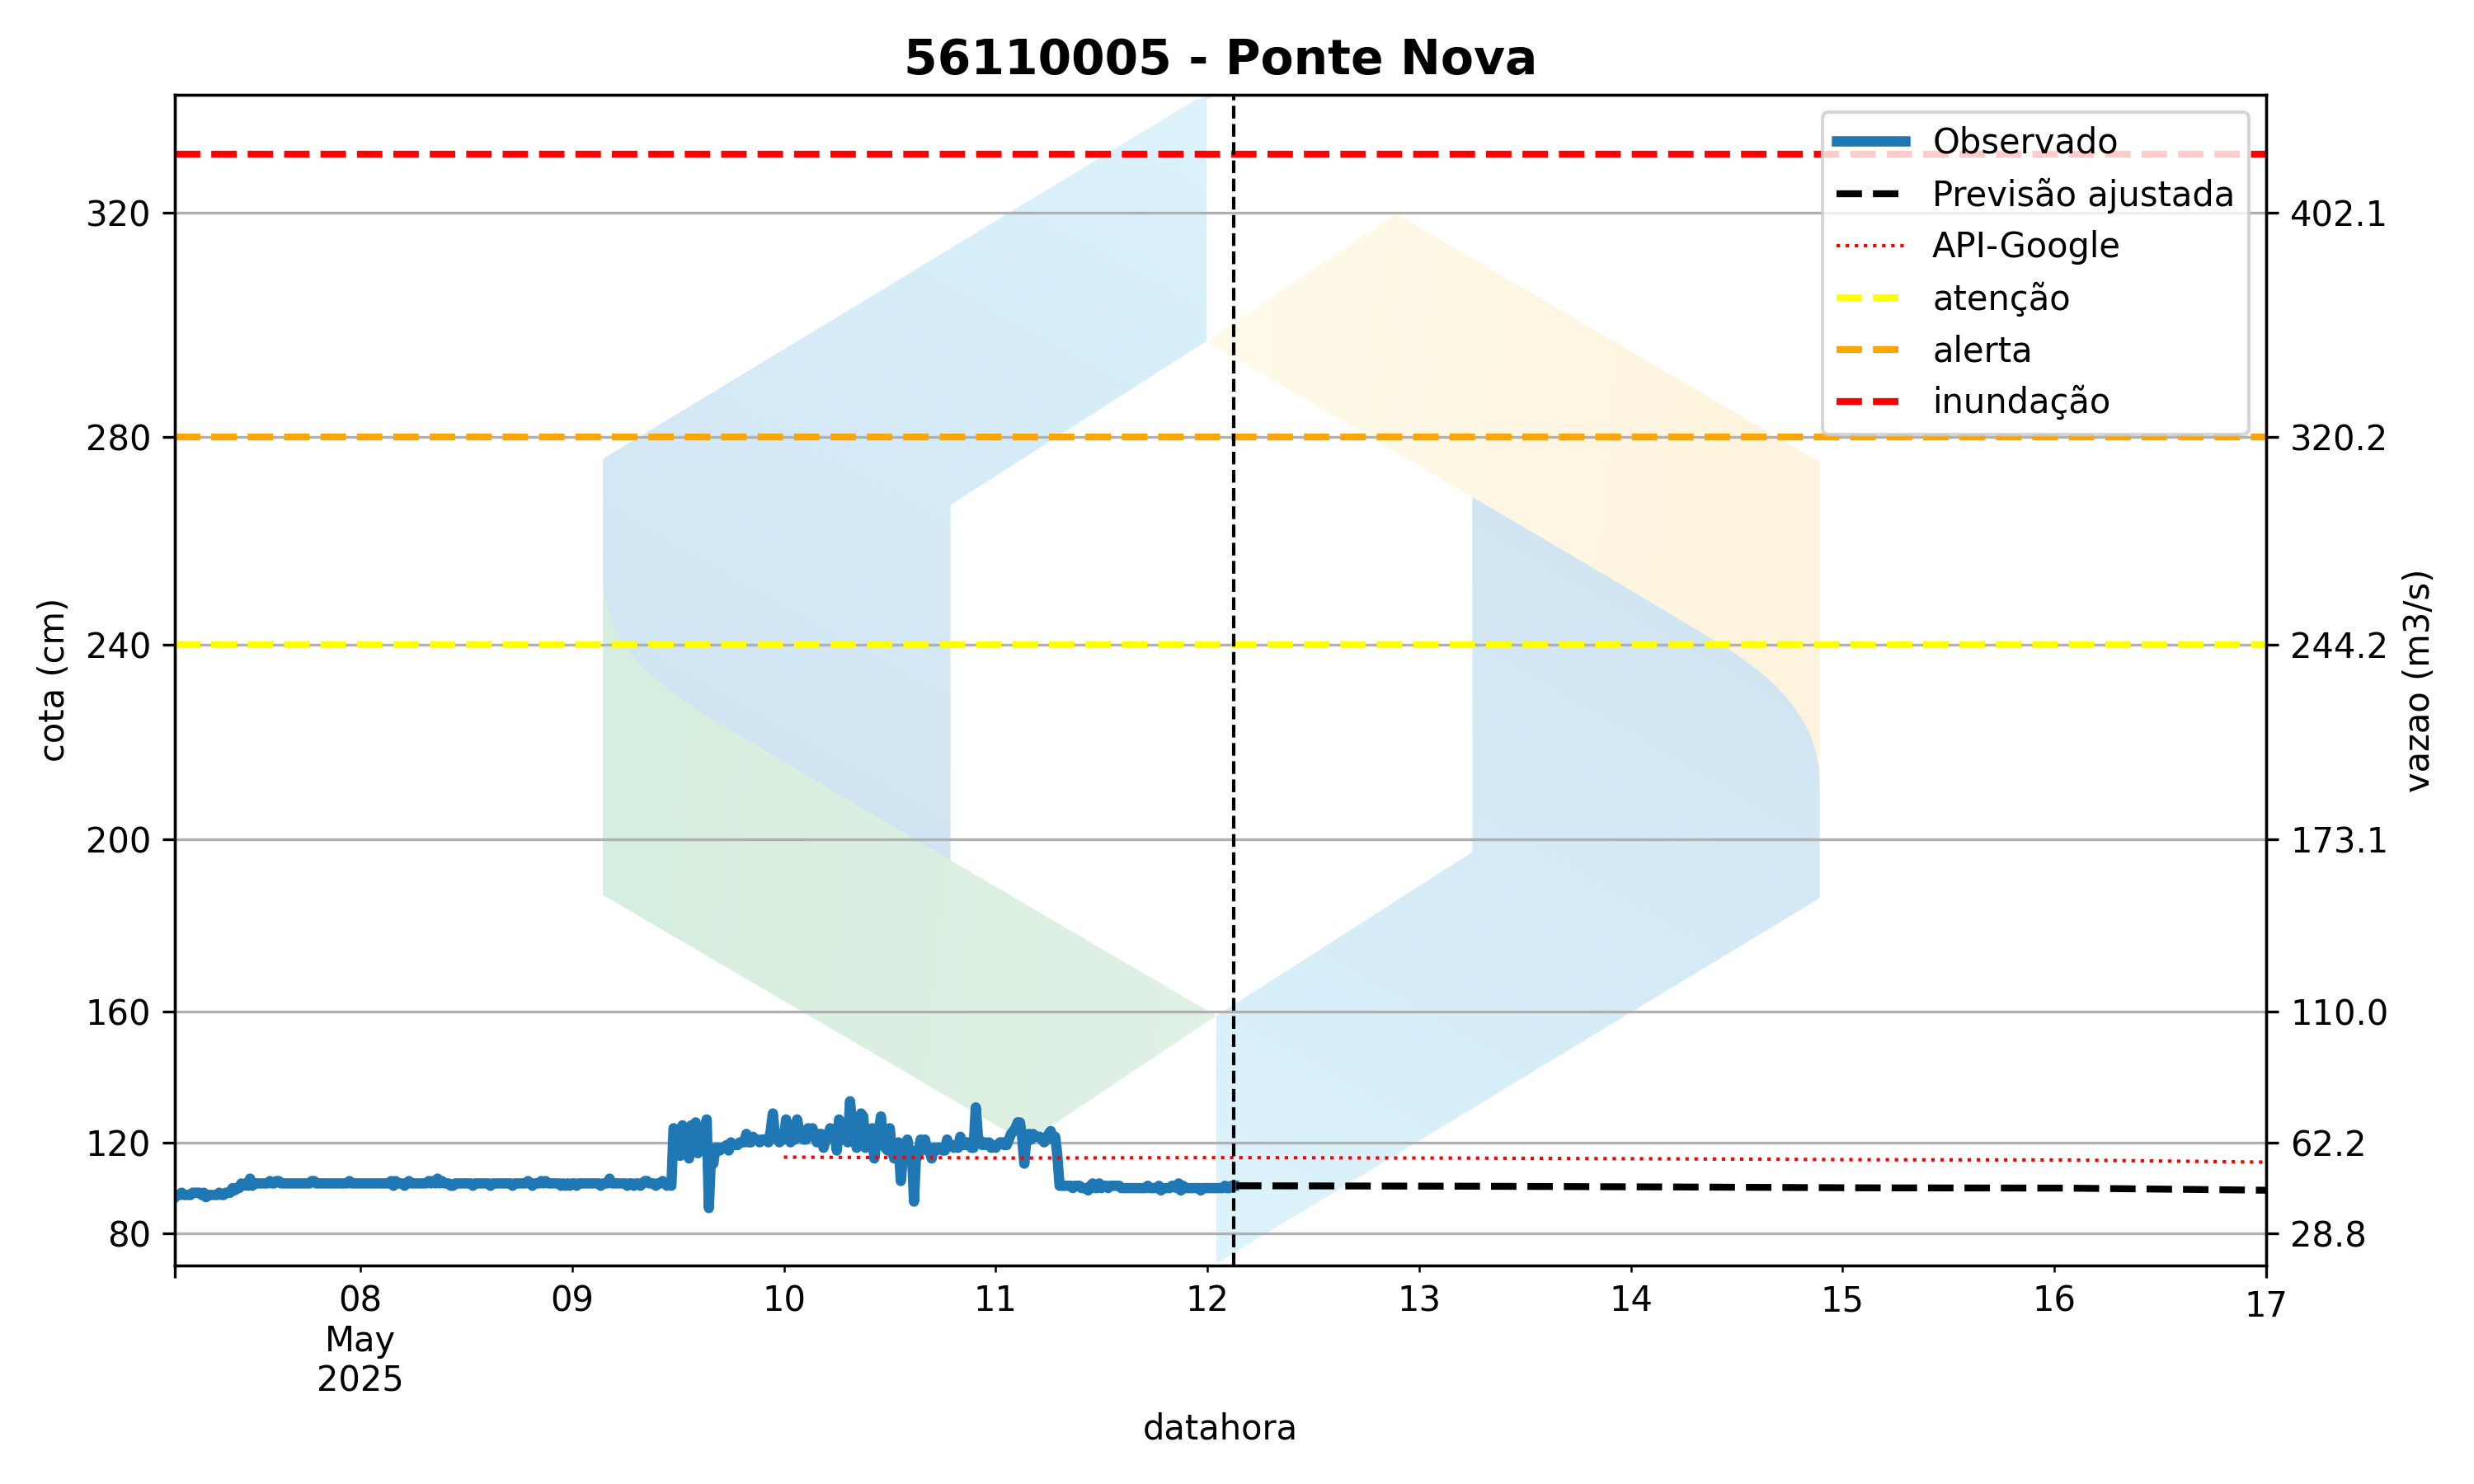 56110005 - Ponte Nova
Observado
Previsão ajustada
API-Google
atenção
alerta
inundação
cota (cm)
320
280
240
200
160
120
80
402.1
320.2
244.2
173.1
110.0
62.2
28.8
vazao (m3/s)
08
09
10
11
12
13
14
15
16
17
May
2025
datahora